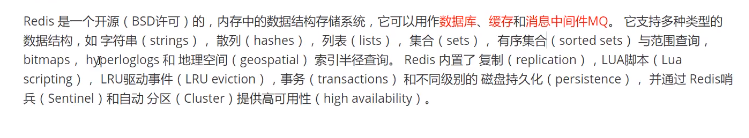 Redis 是一个开源（BSD许可）的，内存中的数据结构存储系统，它可以用作数据库、缓存和消息中间件MQ。 它支持多种类型的
数据结构，如 字符串（strings）， 散列（hashes）， 列表（lists）， 集合（sets）， 有序集合（sorted sets） 与范围查询，
bitmaps， hyperloglogs 和 地理空间（geospatial） 索引半径查询。 Redis 内置了 复制（replication），LUA脚本（Lua
scripting）， LRU驱动事件（LRU eviction），事务（transactions） 和不同级别的 磁盘持久化（persistence）， 并通过 Redis哨
兵（Sentinel）和自动 分区（Cluster）提供高可用性（high availability）。